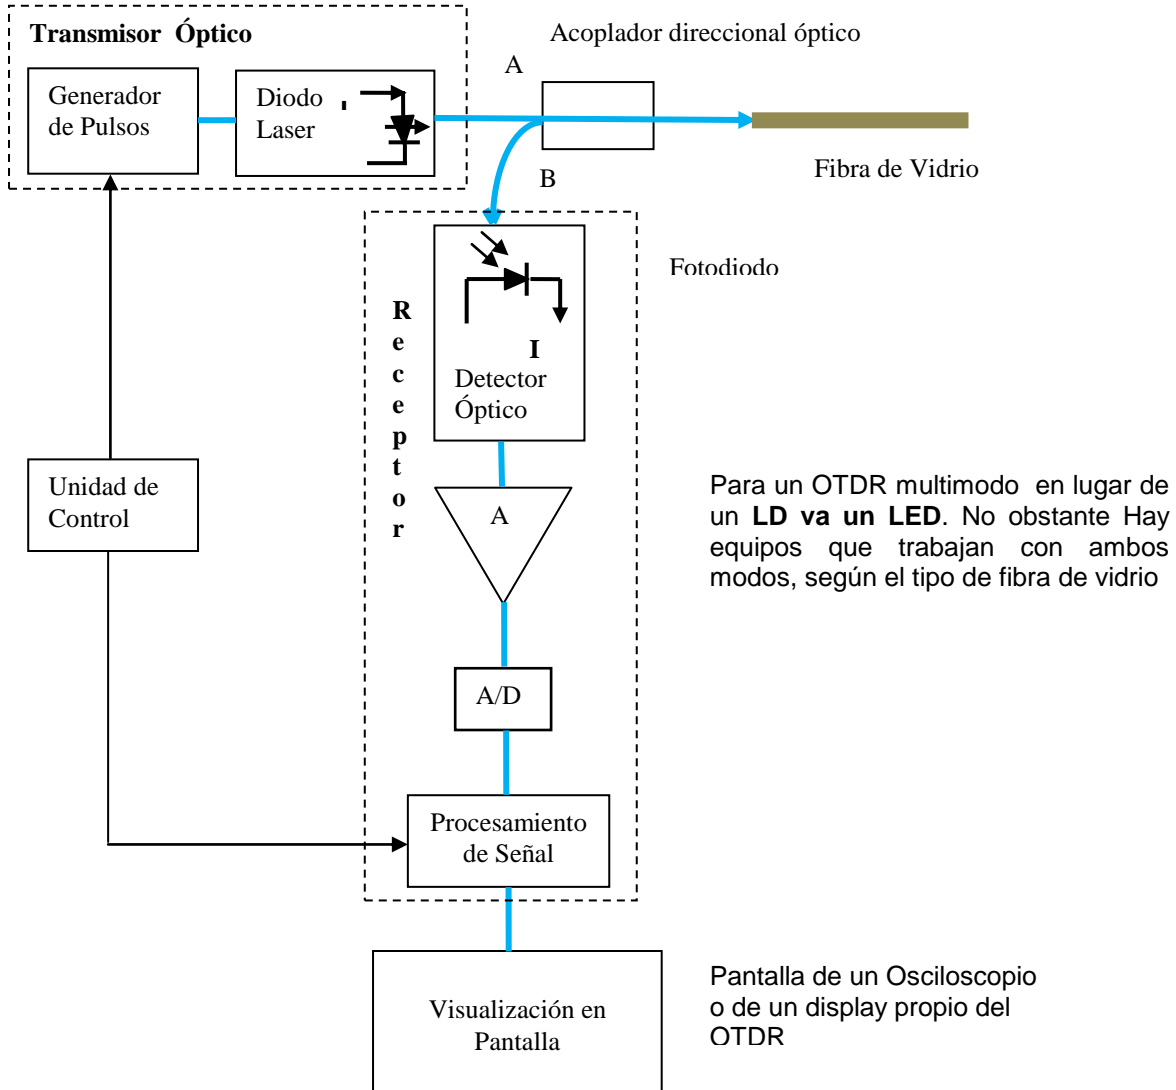 Transmisor Óptico
Acoplador direccional óptico
A
Generador
de Pulsos
Diodo
Laser
Fibra de Vidrio
B
Fotodiodo
R
e
c
e
p
t
o
r
I
Detector
Óptico
Unidad de
Control
A
Para un OTDR multimodo en lugar de
un LD va un LED. No obstante Hay
equipos que trabajan con ambos
modos, según el tipo de fibra de vidrio
A/D
Procesamiento
de Señal
Visualización en
Pantalla
Pantalla de un Osciloscopio
o de un display propio del
OTDR